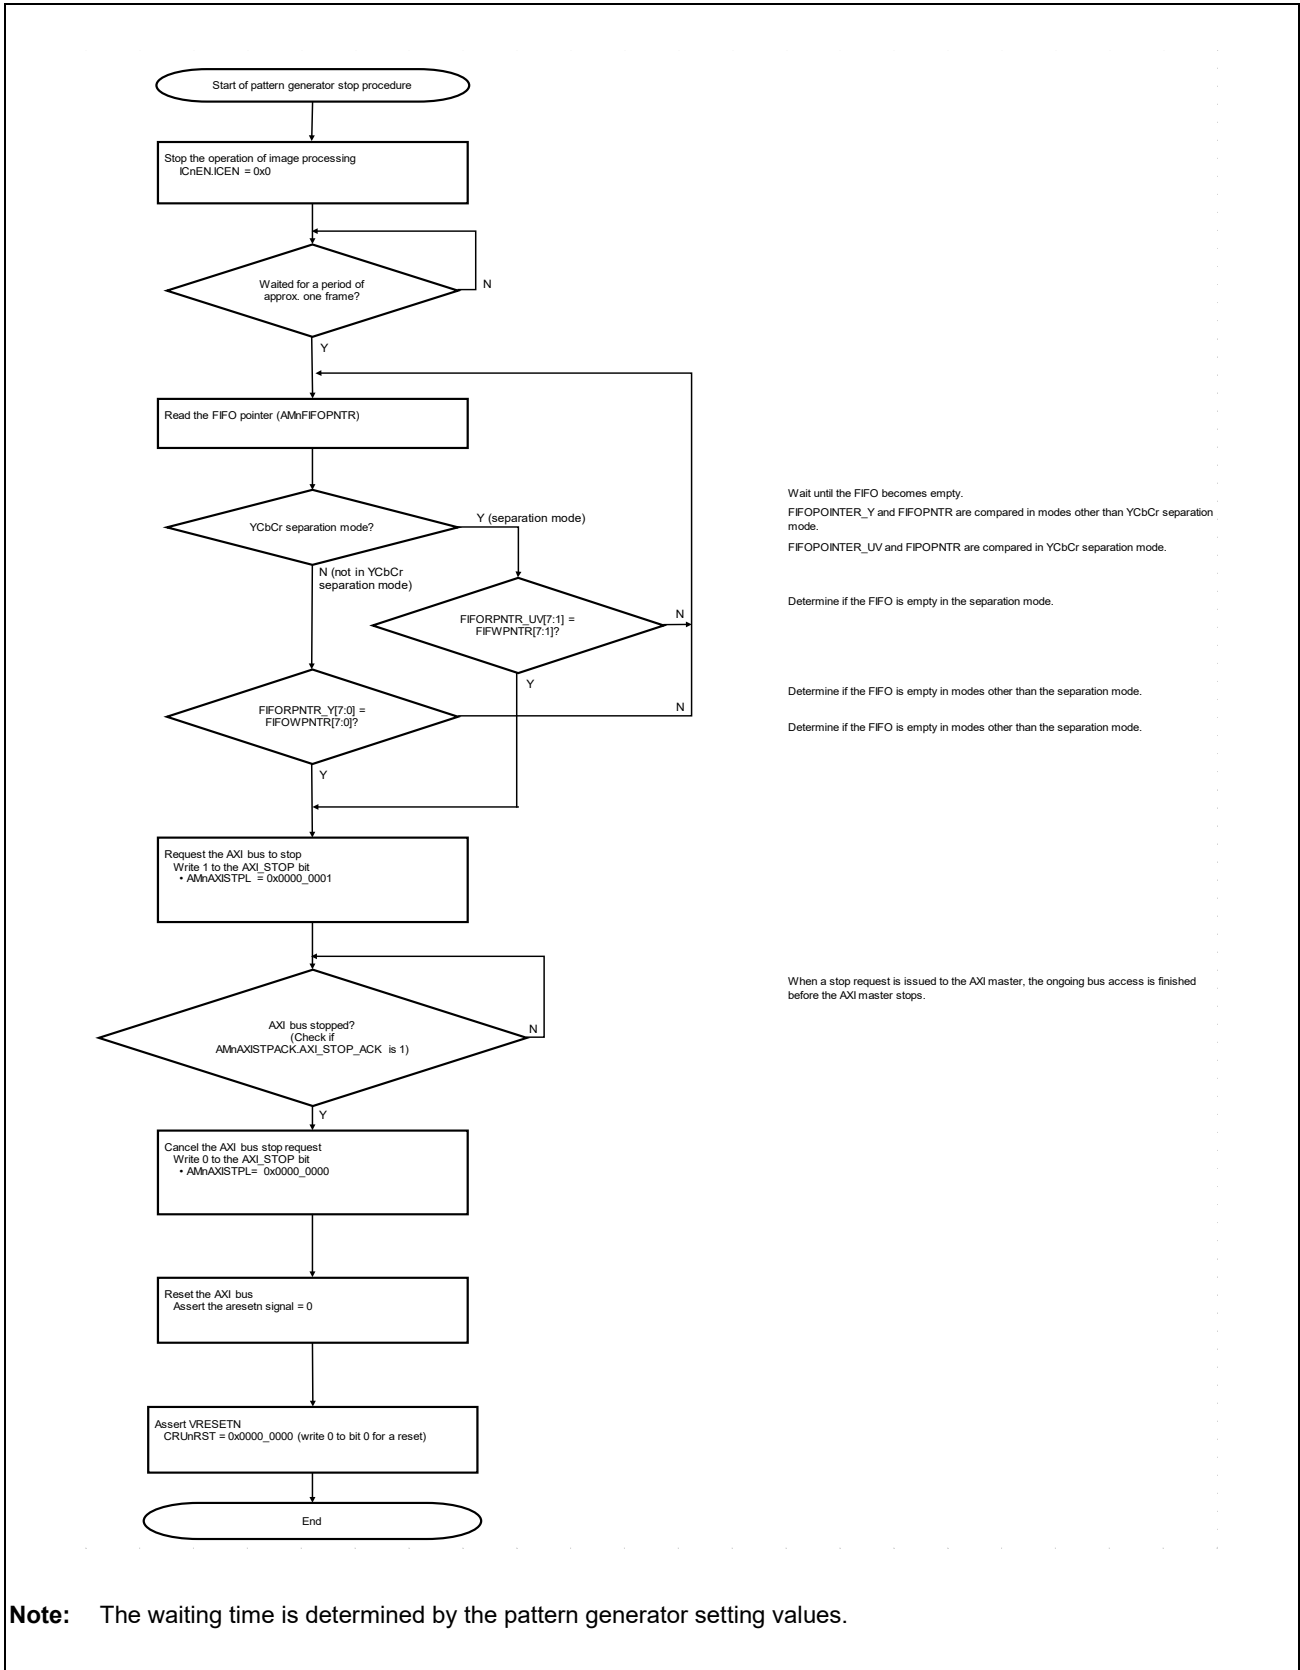 Start of pattern generator stop procedure
Stop the operation of image processing
ICnEN.ICEN = 0x0
Waited for a period of
approx. one frame?
N
Y
Read the FIFO pointer (AMnFIFOPNTR)
YCbCr separation mode?
Y (separation mode)
N (not in YCbCr
separation mode)
Wait until the FIFO becomes empty.
FIFOPOINTER_Y and FIFOPNTR are compared in modes other than YCbCr separation
mode.
FIFOPOINTER_UV and FIPOPNTR are compared in YCbCr separation mode.
FIFORPNTR_UV[7:1] =
FIFWPNTR[7:1]?
N
Y
Determine if the FIFO is empty in the separation mode.
FIFORPNTR_Y[7:0] =
FIFOWPNTR[7:0]?
N
Y
Determine if the FIFO is empty in modes other than the separation mode.
Determine if the FIFO is empty in modes other than the separation mode.
Request the AXI bus to stop
Write 1 to the AXI_STOP bit
• AMnAXISTPL = 0x0000_0001
AXI bus stopped?
(Check if
AMnAXISTPACK.AXI_STOP_ACK is 1)
N
Y
When a stop request is issued to the AXI master, the ongoing bus access is finished
before the AXI master stops.
Cancel the AXI bus stop request
Write 0 to the AXI_STOP bit
• AMnAXISTPL= 0x0000_0000
Reset the AXI bus
Assert the aresetn signal = 0
Assert VRESETN
CRUnRST = 0x0000_0000 (write 0 to bit 0 for a reset)
End
Note: The waiting time is determined by the pattern generator setting values.